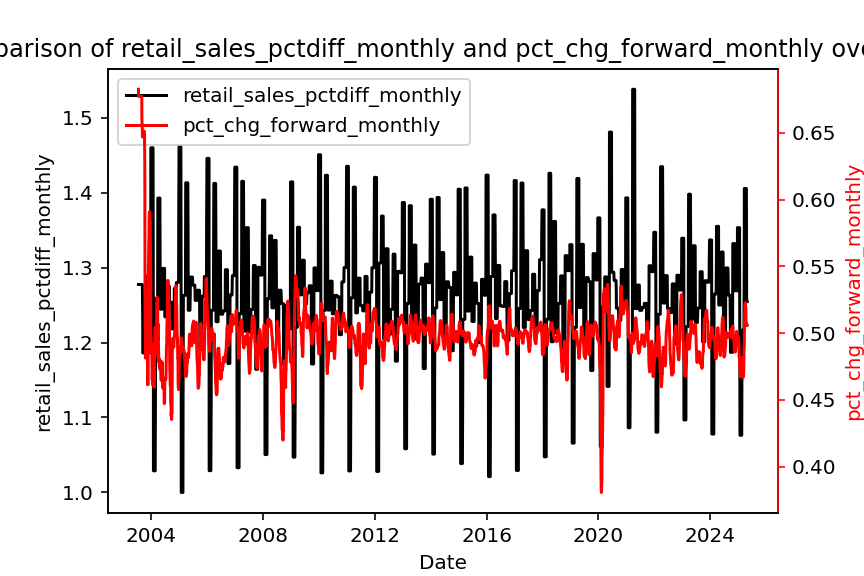 parison of retail_sales_pctdiff_monthly and pct_chg_forward_monthly ove
retail_sales_pctdiff_monthly
pct_chg_forward_monthly
1.5
1.4
1.3
1.2
1.1
1.0
retail_sales_pctdiff_monthly
0.65
0.60
0.55
0.50
0.45
0.40
pct_chg_forward_monthly
2004 2008 2012 2016 2020 2024
Date